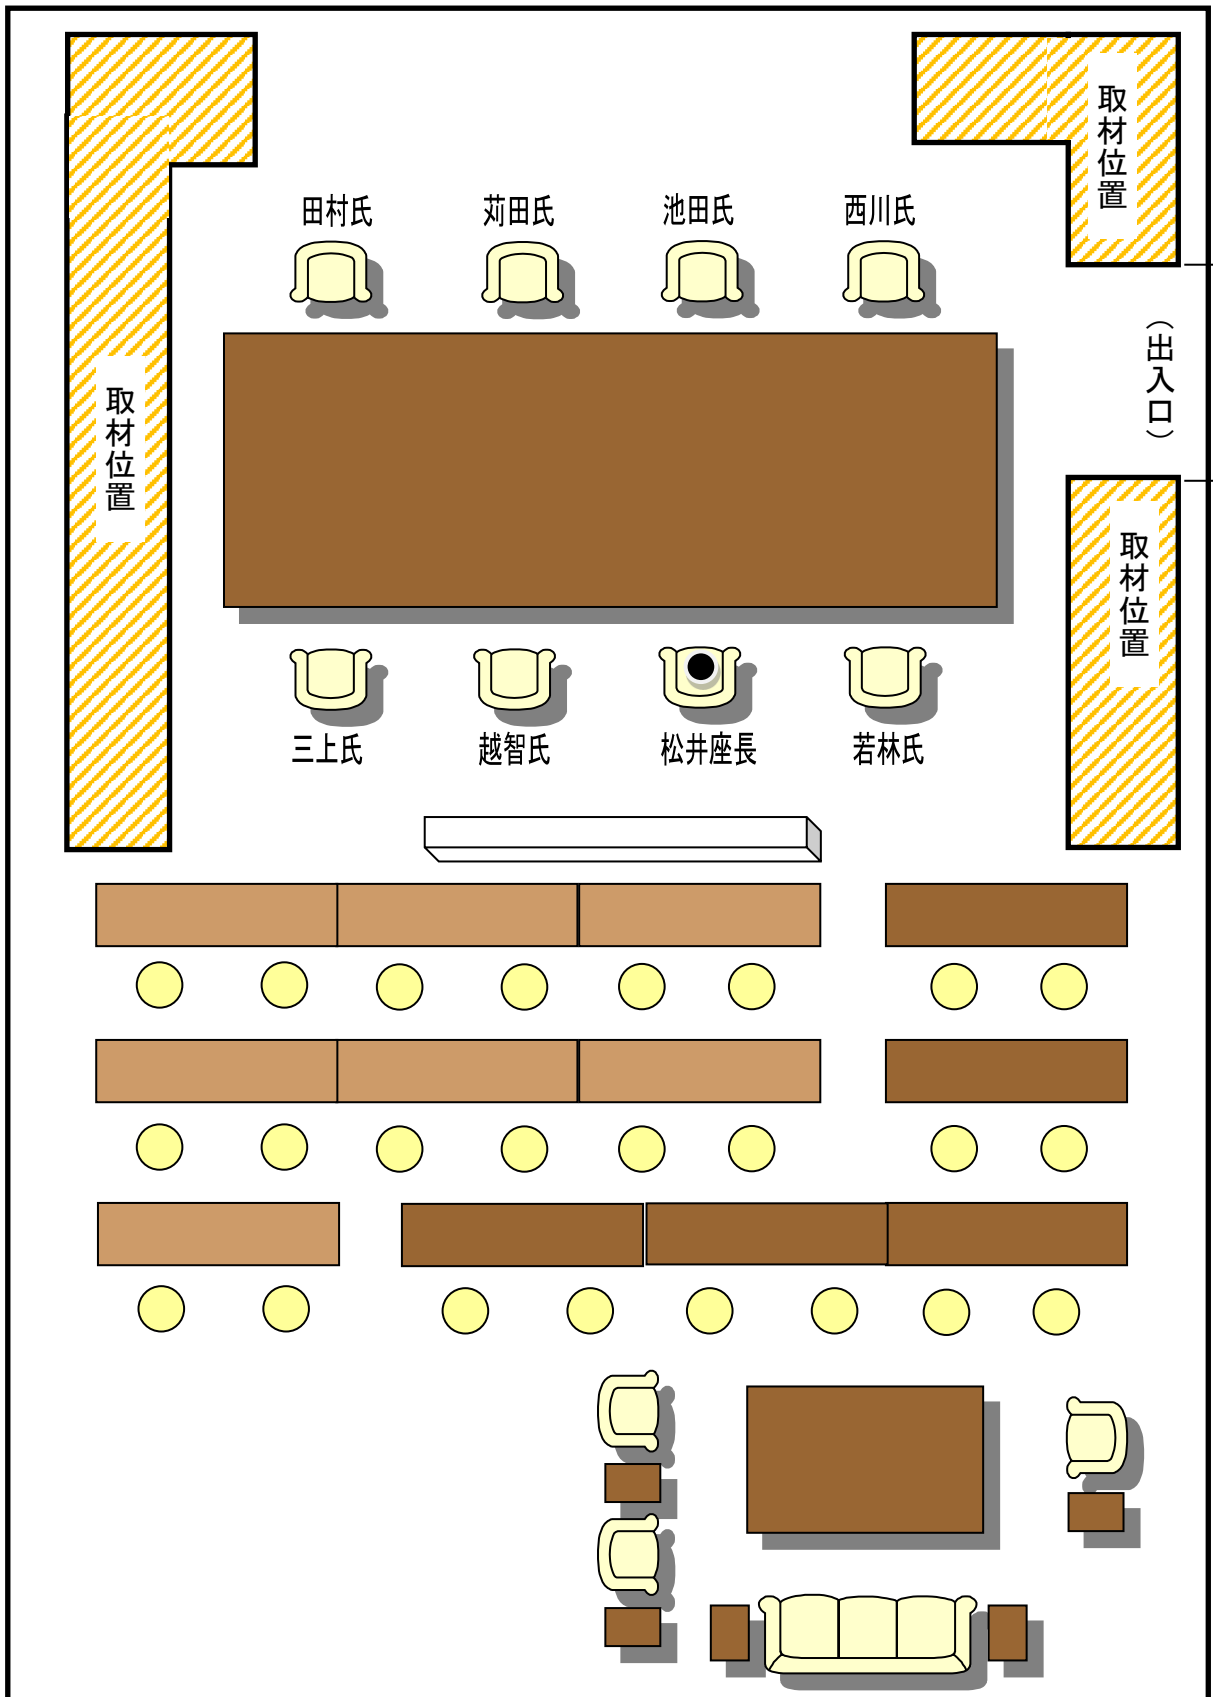 取材位置
田村氏
苅田氏
池田氏
西川氏
（出入口）
取材位置
取材位置
三上氏
越智氏
松井座長
若林氏